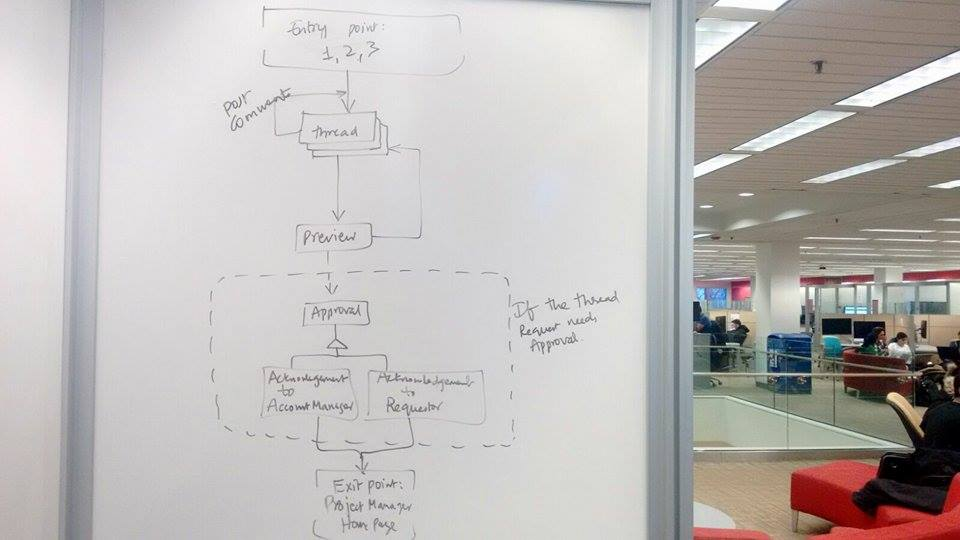 Entry point:
1, 2, 3
post
comments
thread
Preview
Approval
If the thread
Request needs
Approval.
Acknowledgement
to
Account Manager
Acknowledgement
to
Requestor
Exit point:
Project Manager
Home Page